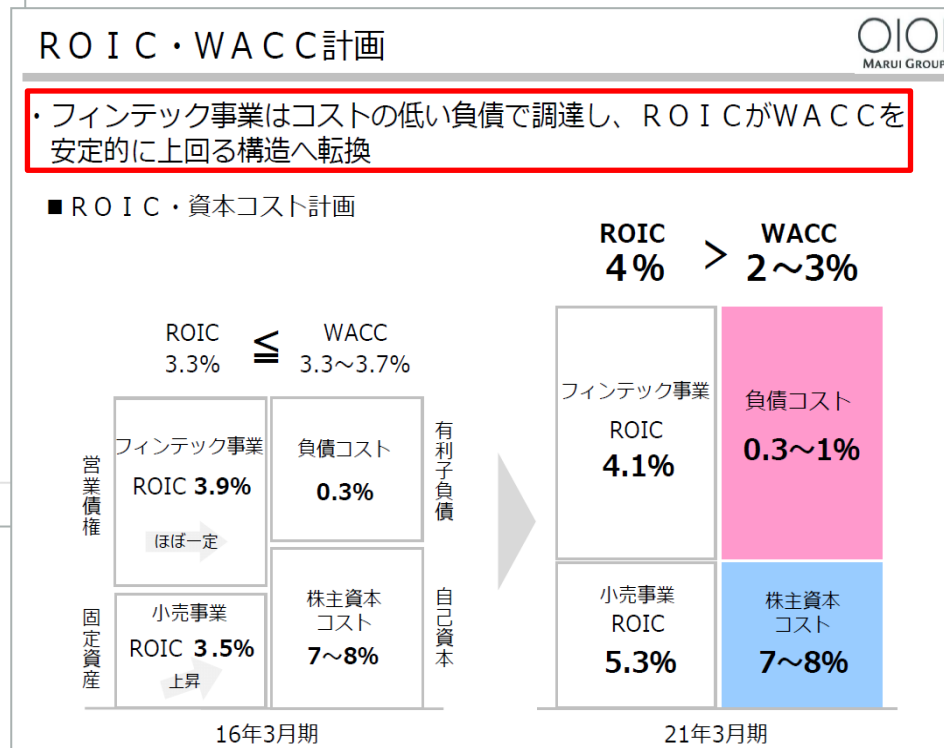 ＲＯＩＣ・ＷＡＣＣ計画
OIOI
MARUI GROUP
・フィンテック事業はコストの低い負債で調達し、ＲＯＩＣがＷＡＣＣを
安定的に上回る構造へ転換
■ＲＯＩＣ・資本コスト計画
ROIC
3.3%
≦
WACC
3.3～3.7%
営業債権
フィンテック事業
ROIC 3.9%
ほぼ一定
負債コスト
0.3%
有利子負債
固定資産
小売事業
ROIC 3.5%
上昇
株主資本
コスト
7～8%
自己資本
16年3月期
ROIC
4%
>
WACC
2～3%
フィンテック事業
ROIC
4.1%
負債コスト
0.3～1%
小売事業
ROIC
5.3%
株主資本
コスト
7～8%
21年3月期